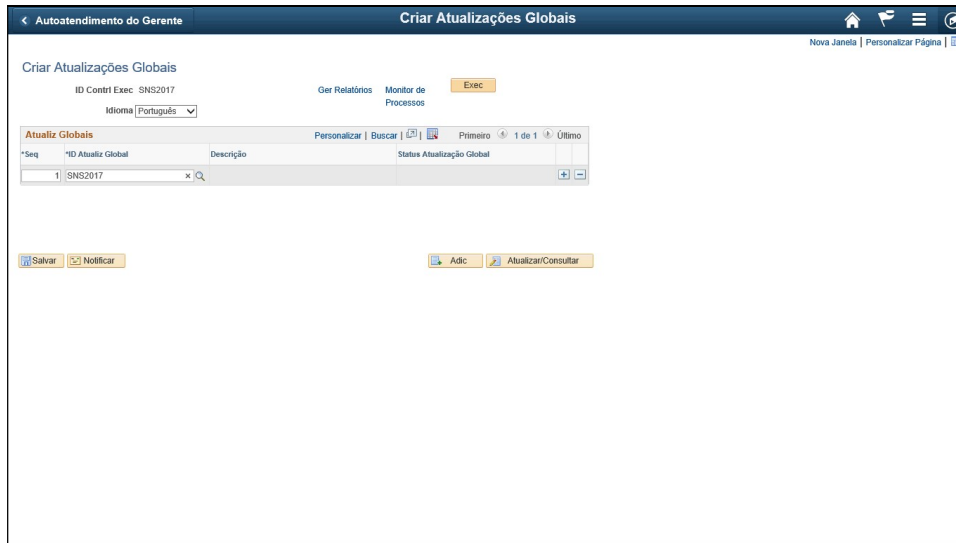 Autoatendimento do Gerente
Criar Atualizações Globais
Nova Janela | Personalizar Página |
Criar Atualizações Globais
ID Contrl Exec SNS2017
Ger Relatórios
Monitor de Processos
Exec
Idioma Português
Atualiz Globais
Personalizar | Buscar | | Primeiro 1 de 1 Último
*Seq *ID Atualiz Global Descrição Status Atualização Global
1 SNS2017 x
Salvar Notificar Adic Atualizar/Consultar